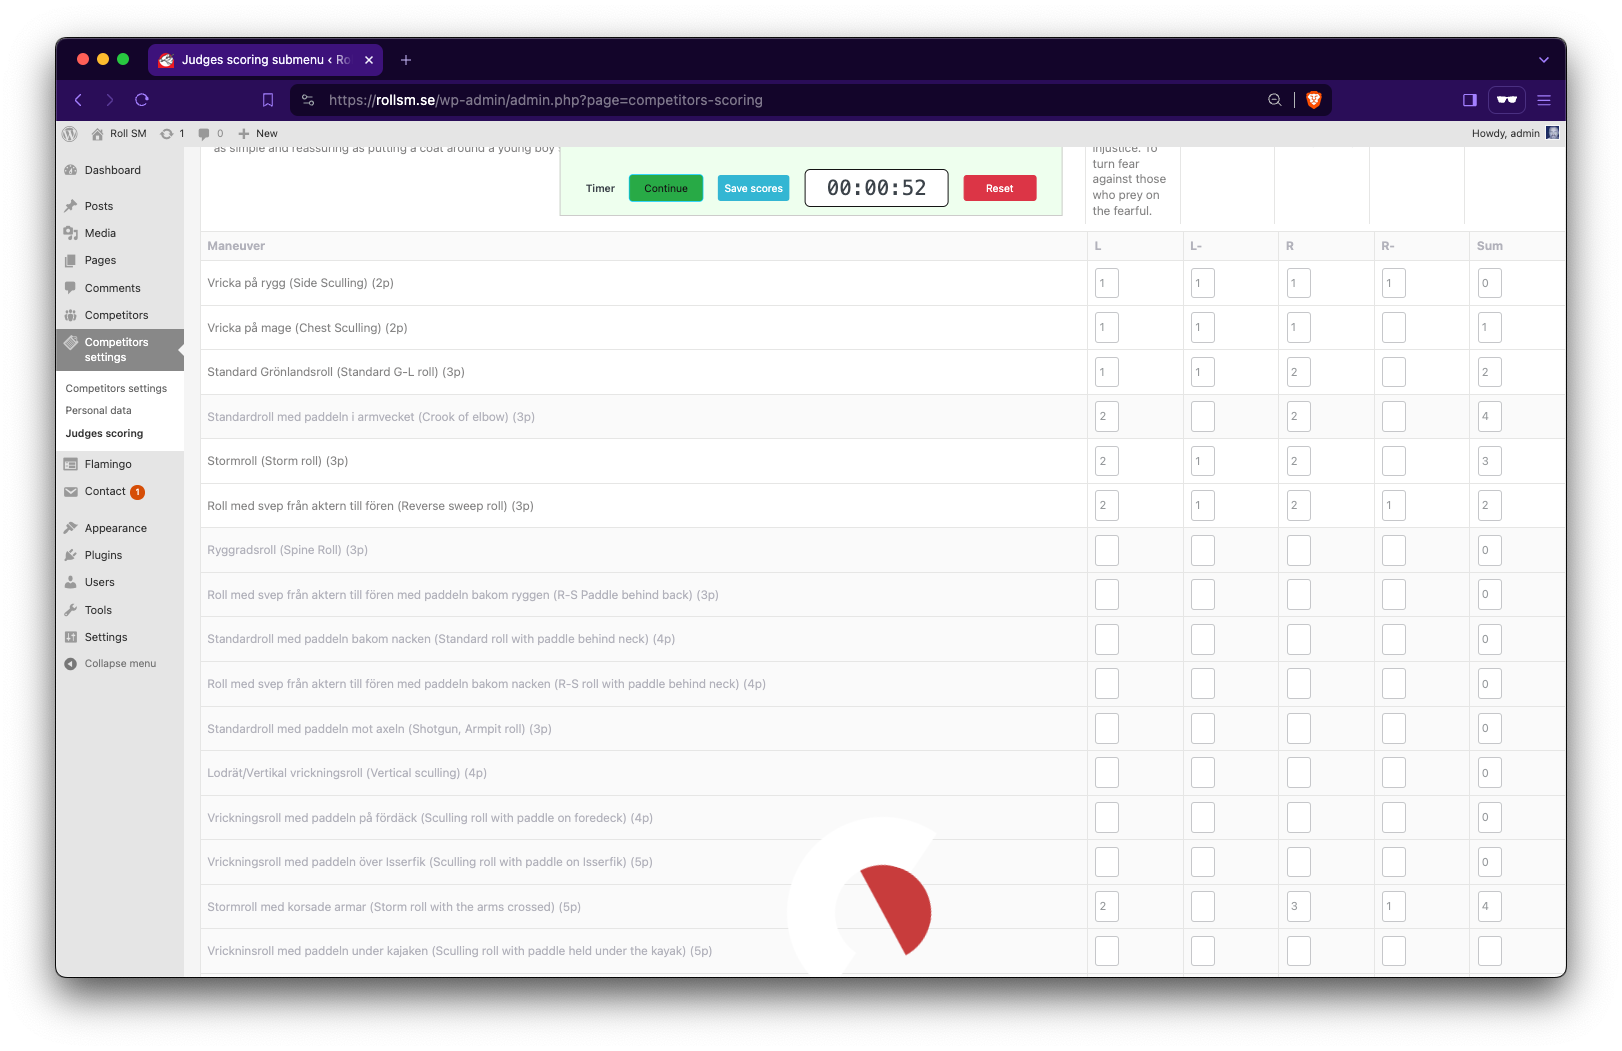 Judges scoring submenu ‹ Ro
https://rollsm.se/wp-admin/admin.php?page=competitors-scoring
Roll SM 1 0 New Howdy, admin
as simple and reassuring as putting a coat around a young boy
injustice. To
turn fear
against those
who prey on
the fearful.
Timer Continue Save scores 00:00:52 Reset
Dashboard
Posts
Media
Pages
Comments
Competitors
Competitors
settings
Competitors settings
Personal data
Judges scoring
Flamingo
Contact 1
Appearance
Plugins
Users
Tools
Settings
Collapse menu
Maneuver L L- R R- Sum
Vricka på rygg (Side Sculling) (2p) 1 1 1 1 0
Vricka på mage (Chest Sculling) (2p) 1 1 1 1
Standard Grönlandsroll (Standard G-L roll) (3p) 1 1 2 2
Standardroll med paddeln i armvecket (Crook of elbow) (3p) 2 2 4
Stormroll (Storm roll) (3p) 2 1 2 3
Roll med svep från aktern till fören (Reverse sweep roll) (3p) 2 1 2 1 2
Ryggradsroll (Spine Roll) (3p) 0
Roll med svep från aktern till fören med paddeln bakom ryggen (R-S Paddle behind back) (3p) 0
Standardroll med paddeln bakom nacken (Standard roll with paddle behind neck) (4p) 0
Roll med svep från aktern till fören med paddeln bakom nacken (R-S roll with paddle behind neck) (4p) 0
Standardroll med paddeln mot axeln (Shotgun, Armpit roll) (3p) 0
Lodrät/Vertikal vrickningsroll (Vertical sculling) (4p) 0
Vrickningsroll med paddeln på fördäck (Sculling roll with paddle on foredeck) (4p) 0
Vrickningsroll med paddeln över Isserfik (Sculling roll with paddle on Isserfik) (5p) 0
Stormroll med korsade armar (Storm roll with the arms crossed) (5p) 2 3 1 4
Vrickninsroll med paddeln under kajaken (Sculling roll with paddle held under the kayak) (5p)